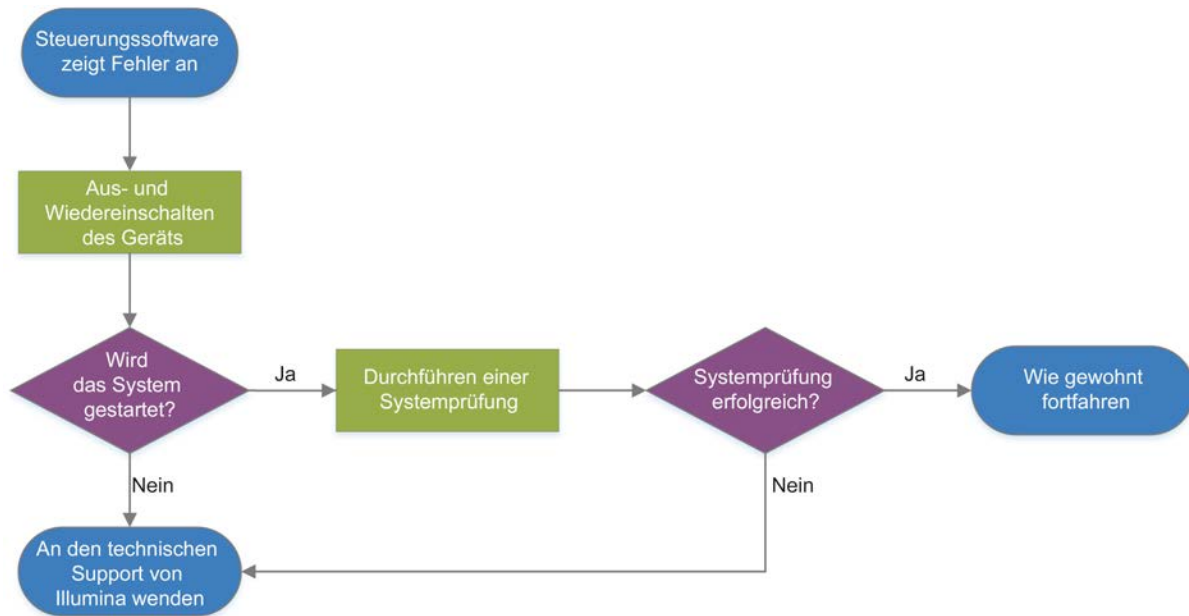 Steuerungssoftware
zeigt Fehler an
Aus- und
Wiedereinschalten
des Geräts
Wird
das System
gestartet?
Ja
Durchführen einer
Systemprüfung
Systemprüfung
erfolgreich?
Ja
Wie gewohnt
fortfahren
Nein
Nein
An den technischen
Support von
Illumina wenden